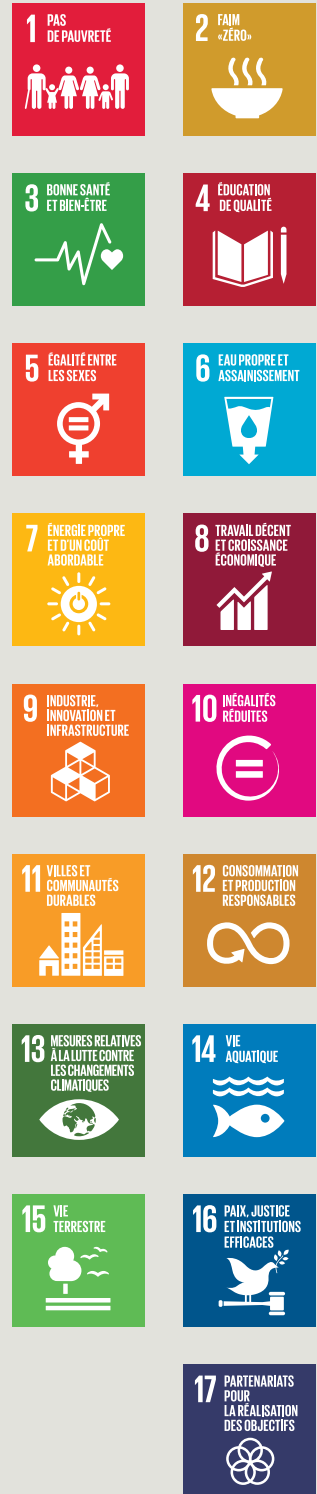 1 PAS
DE PAUVRETÉ
2 FAIM
«ZÉRO»
3 BONNE SANTÉ
ET BIEN-ÊTRE
4 ÉDUCATION
DE QUALITÉ
5 ÉGALITÉ ENTRE
LES SEXES
6 EAU PROPRE ET
ASSAINISSEMENT
7 ÉNERGIE PROPRE
ET D'UN COÛT
ABORDABLE
8 TRAVAIL DÉCENT
ET CROISSANCE
ÉCONOMIQUE
9 INDUSTRIE,
INNOVATION ET
INFRASTRUCTURE
10 INÉGALITÉS
RÉDUITES
11 VILLES ET
COMMUNAUTÉS
DURABLES
12 CONSOMMATION
ET PRODUCTION
RESPONSABLES
13 MESURES RELATIVES
À LA LUTTE CONTRE
LES CHANGEMENTS
CLIMATIQUES
14 VIE
AQUATIQUE
15 VIE
TERRESTRE
16 PAIX, JUSTICE
ET INSTITUTIONS
EFFICACES
17 PARTENARIATS
POUR
LA RÉALISATION
DES OBJECTIFS